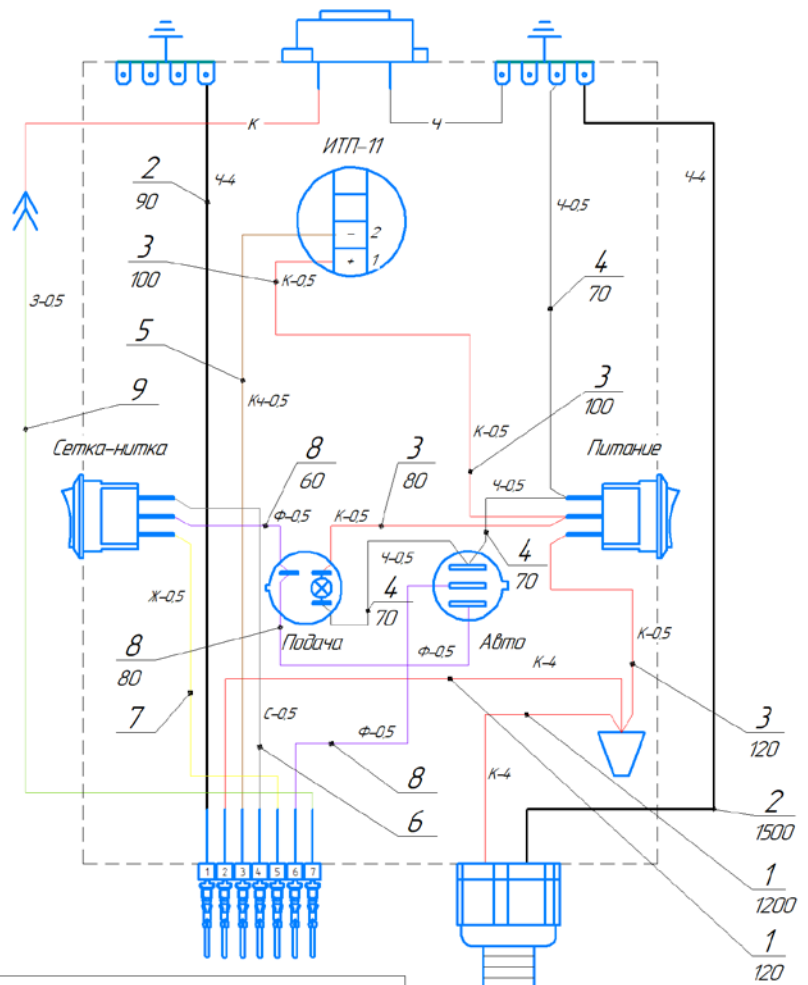 К
Ч
ИТП-11
2
90
Ч-4
Ч-4
3
100
- 2
+ 1
К-0,5
Ч-0,5
4
70
З-0,5
5
Кч-0,5
9
3
100
К-0,5
Сетка-нитка
Питание
8
60
3
80
Ф-0,5
К-0,5
Ч-0,5
Ч-0,5
4
70
4
70
Ж-0,5
Подача
Авто
К-0,5
8
80
Ф-0,5
К-4
7
С-0,5
3
120
Ф-0,5
8
К-4
6
2
1500
1 2 3 4 5 6 7
1
1200
1
120